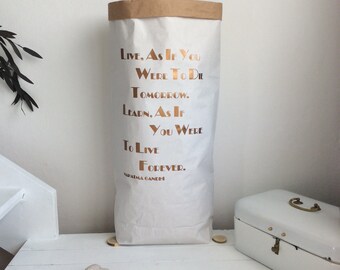 Live, As If You
Were To Die
Tomorrow.
Learn, As If
You Were
To Live
Forever.
MAHATMA GANDHI